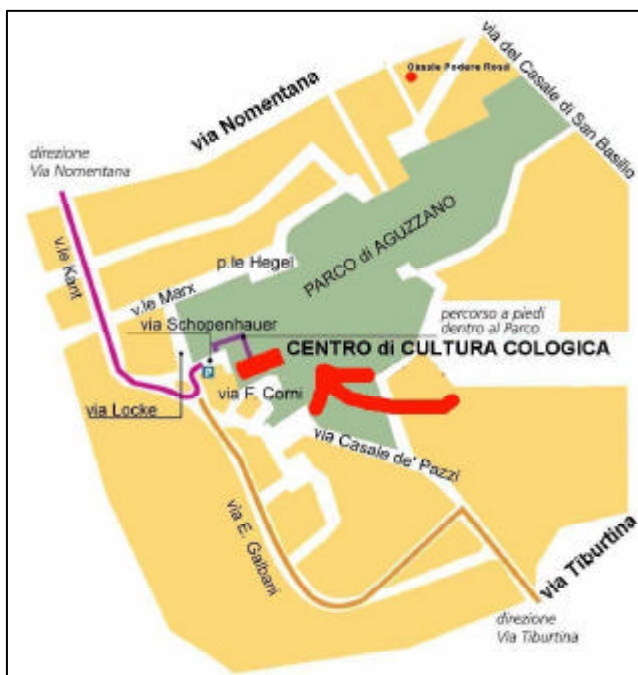 via del Casale di San Basilio
Casale Podere Rosa
via Nomentana
direzione
Via Nomentana
PARCO di AGUZZANO
v.le Kant
p.le Hegel
v.le Marx
percorso a piedi
dentro al Parco
via Schopenhauer
CENTRO di CULTURA COLOGICA
P
via F. Corni
via Locke
via Casale de' Pazzi
via E. Galbani
via Tiburtina
direzione
Via Tiburtina